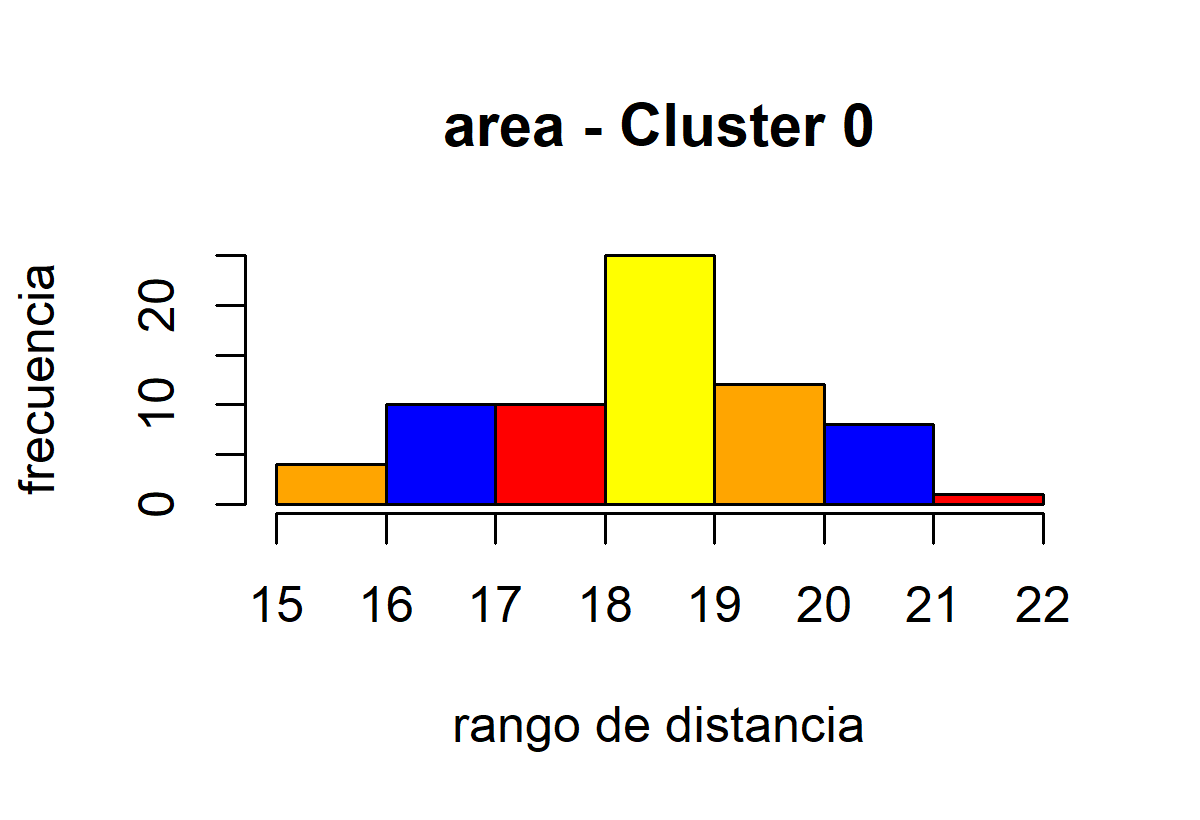 area - Cluster 0
frecuencia
20
10
0
15 16 17 18 19 20 21 22
rango de distancia